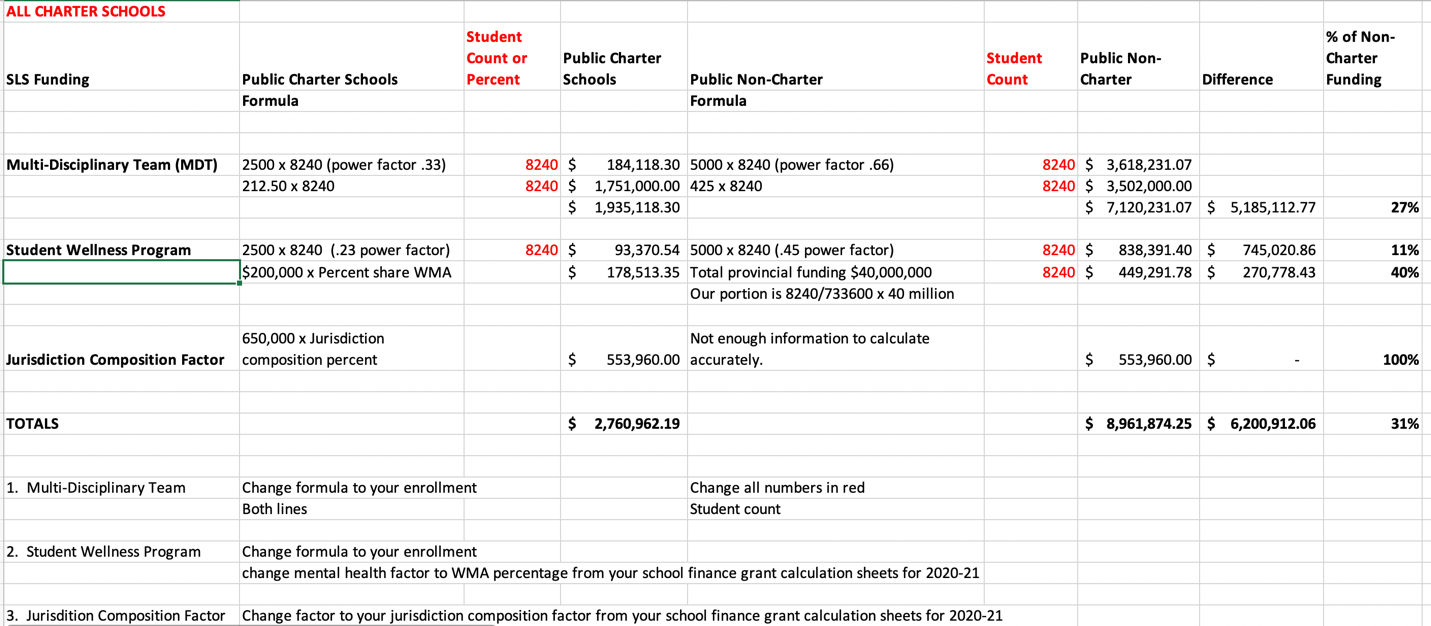 ALL CHARTER SCHOOLS
Student
Count or
Percent
Public Charter
Schools
Student
Count
Public Non-
Charter
% of Non-
Charter
Funding
SLS Funding Public Charter Schools Public Non-Charter Difference
Formula Formula
Multi-Disciplinary Team (MDT) 2500 x 8240 (power factor .33) 8240 $ 184,118.30 5000 x 8240 (power factor .66) 8240 $ 3,618,231.07
212.50 x 8240 8240 $ 1,751,000.00 425 x 8240 8240 $ 3,502,000.00
$ 1,935,118.30 $ 7,120,231.07 $ 5,185,112.77 27%
Student Wellness Program 2500 x 8240 (.23 power factor) 8240 $ 93,370.54 5000 x 8240 (.45 power factor) 8240 $ 838,391.40 $ 745,020.86 11%
$200,000 x Percent share WMA $ 178,513.35 Total provincial funding $40,000,000 8240 $ 449,291.78 $ 270,778.43 40%
Our portion is 8240/733600 x 40 million
650,000 x Jurisdiction Not enough information to calculate
Jurisdiction Composition Factor composition percent $ 553,960.00 accurately. $ 553,960.00 $ - 100%
TOTALS $ 2,760,962.19 $ 8,961,874.25 $ 6,200,912.06 31%
1. Multi-Disciplinary Team Change formula to your enrollment Change all numbers in red
Both lines Student count
2. Student Wellness Program Change formula to your enrollment
change mental health factor to WMA percentage from your school finance grant calculation sheets for 2020-21
3. Jurisdition Composition Factor Change factor to your jurisdiction composition factor from your school finance grant calculation sheets for 2020-21